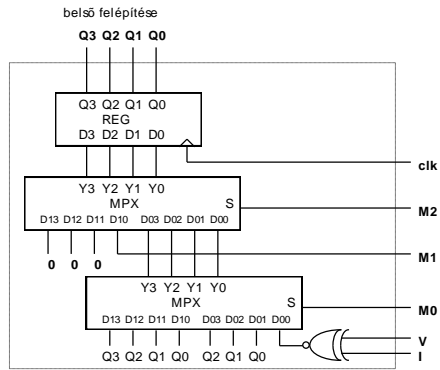 belsõ felépítése
Q3 Q2 Q1 Q0
Q3 Q2 Q1 Q0
REG
D3 D2 D1 D0
clk
Y3 Y2 Y1 Y0
MPX S
M2
D13 D12 D11 D10 D03 D02 D01 D00
M1
0 0 0
Y3 Y2 Y1 Y0
MPX S
M0
D13 D12 D11 D10 D03 D02 D01 D00
V
Q3 Q2 Q1 Q0 Q2 Q1 Q0
I